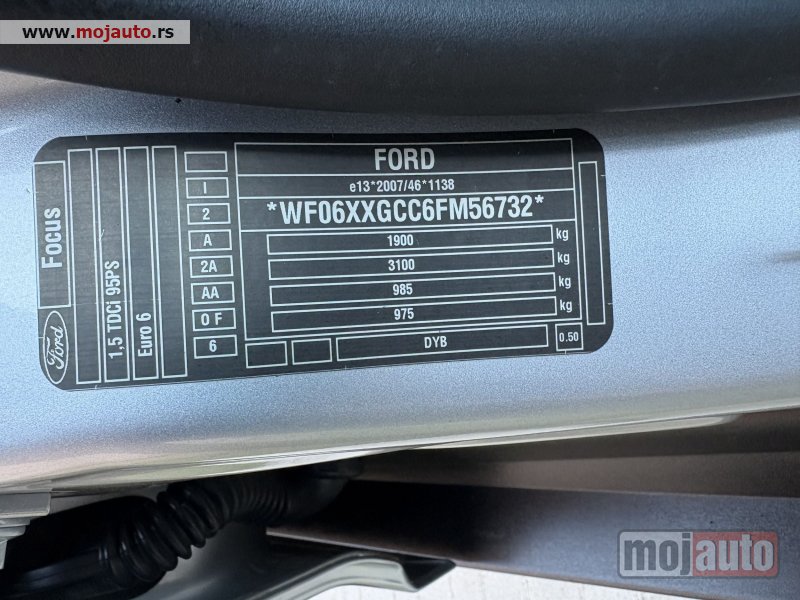 www.mojauto.rs
FORD
e13*2007/46*1138
*WF06XXGCC6FM56732*
1900 kg
3100 kg
985 kg
975 kg
DYB
0.50
I
2
A
2A
AA
0 F
6
Focus
1,5 TDCi 95PS
Euro 6
Ford
mojauto